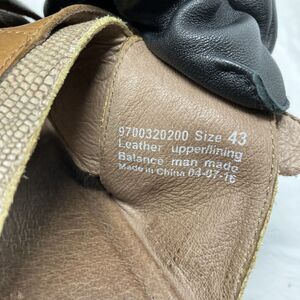 9700320200 Size 43
Leather upper/lining
Balance man made
Made in China 04-07-16